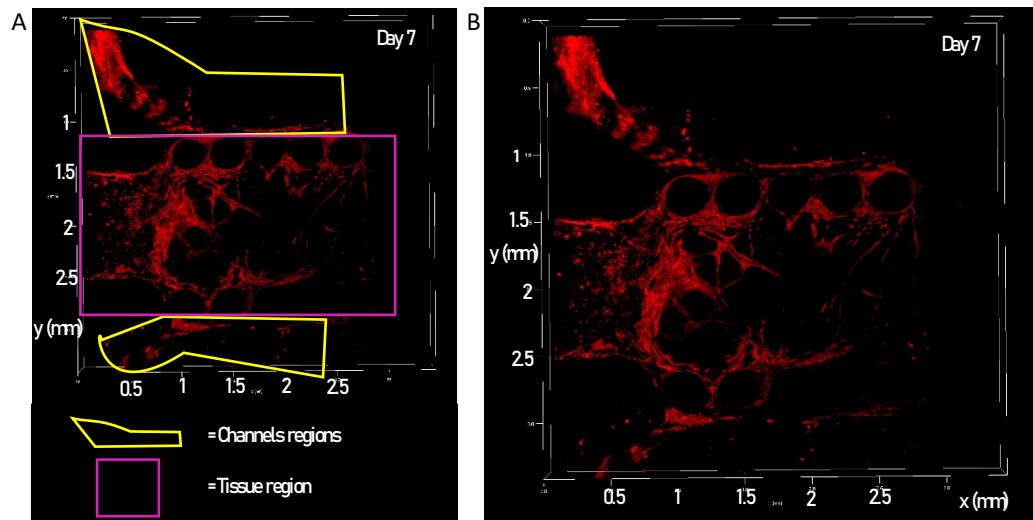 A
Day 7
1
1.5
2
2.5
y (mm)
0.5 1 1.5 2 2.5
= Channels regions
= Tissue region
B
Day 7
1
1.5
y (mm)
2
2.5
0.5 1 1.5 2 2.5 x (mm)